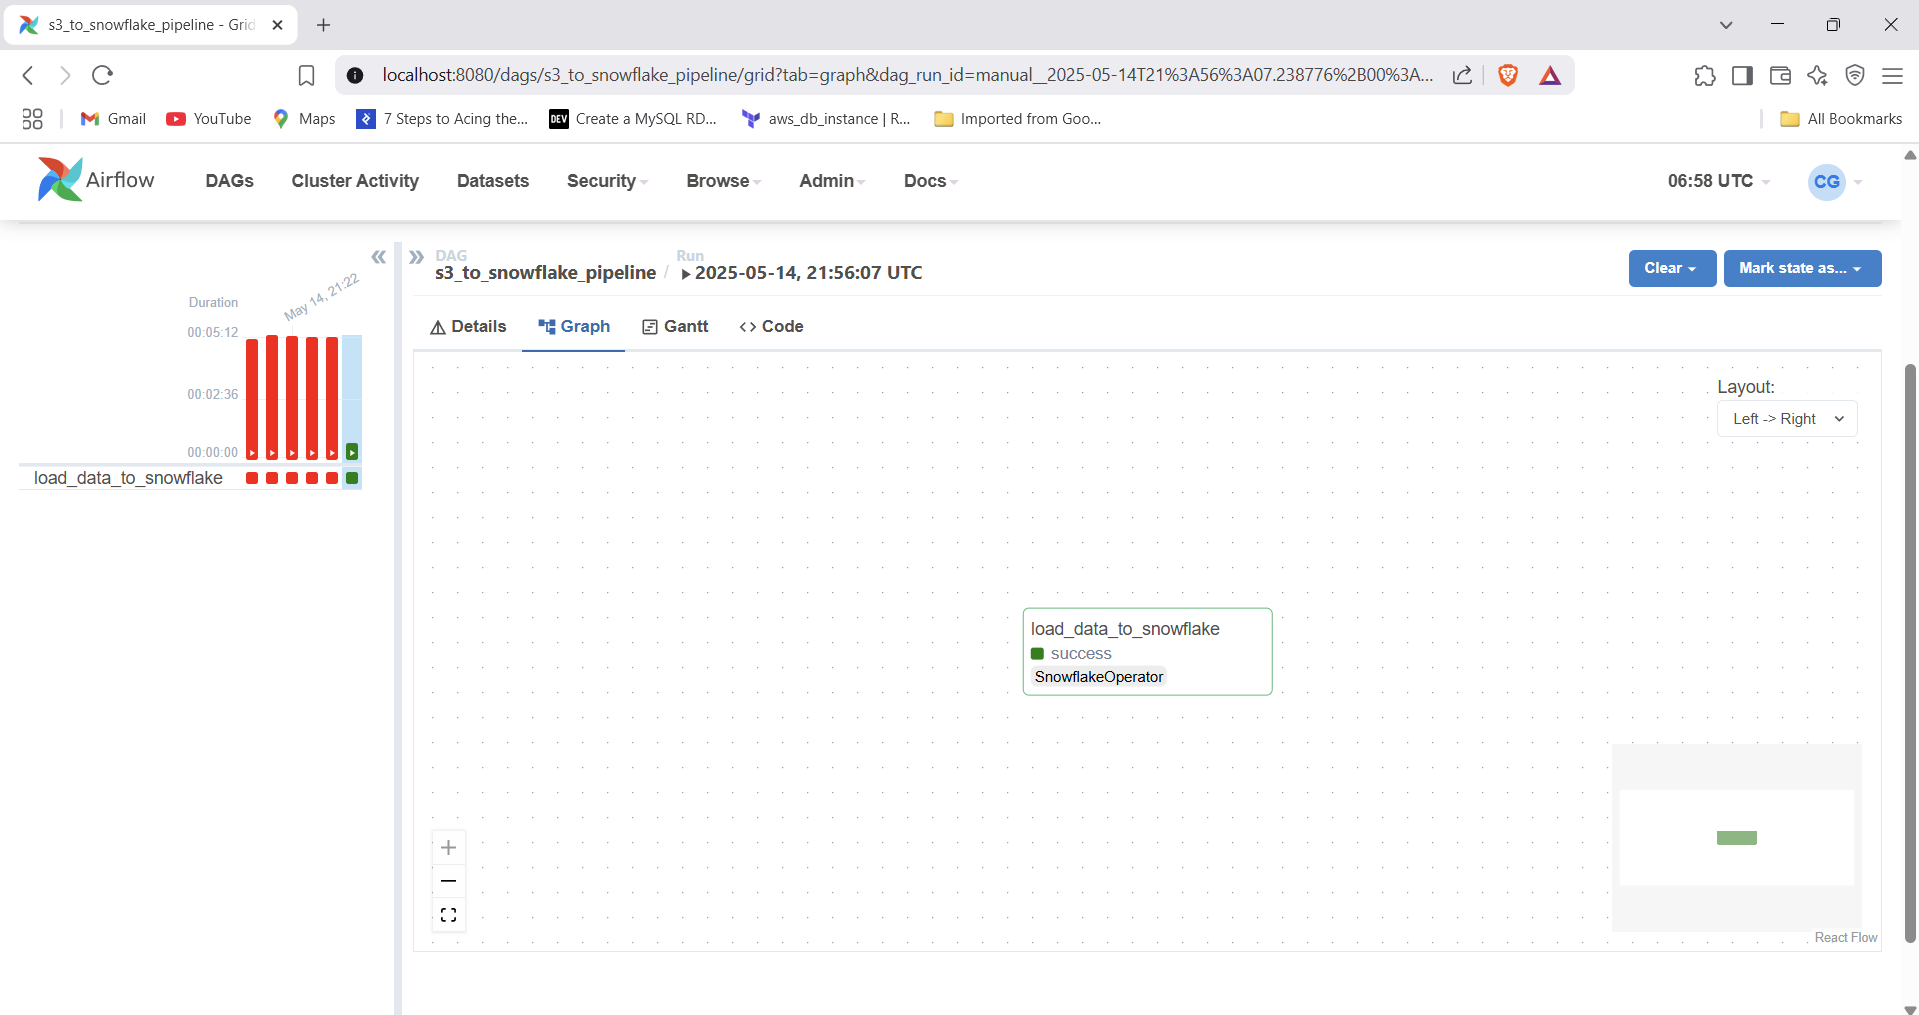 s3_to_snowflake_pipeline - Grid
localhost:8080/dags/s3_to_snowflake_pipeline/grid?tab=graph&dag_run_id=manual__2025-05-14T21%3A56%3A07.238776%2B00%3A...
Gmail YouTube Maps 7 Steps to Acing the... DEV Create a MySQL RD... aws_db_instance | R... Imported from Goo... All Bookmarks
Airflow DAGs Cluster Activity Datasets Security Browse Admin Docs 06:58 UTC CG
DAG Run
s3_to_snowflake_pipeline / 2025-05-14, 21:56:07 UTC
Clear Mark state as...
May 14, 21:22
Duration
00:05:12
00:02:36
00:00:00
load_data_to_snowflake
Details Graph Gantt Code
Layout:
Left -> Right
load_data_to_snowflake
success
SnowflakeOperator
React Flow